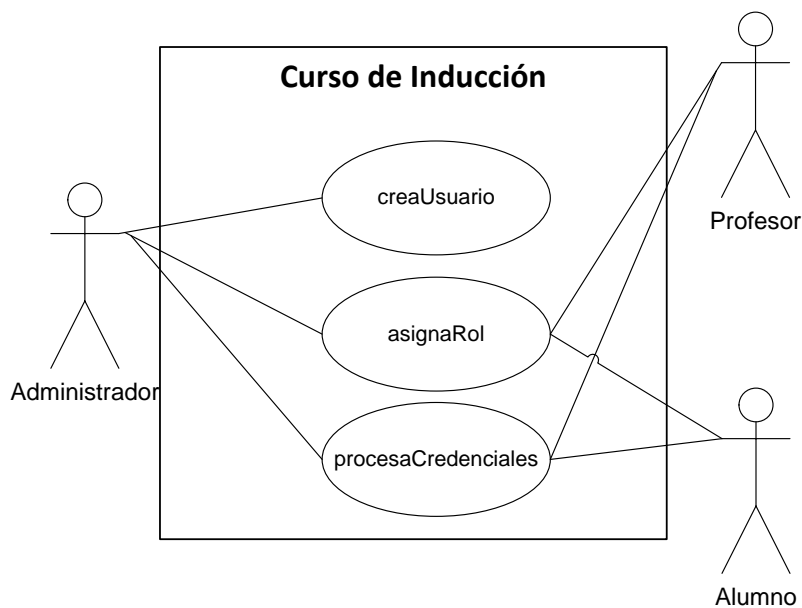 Curso de Inducción
creaUsuario
Profesor
asignaRol
Administrador
procesaCredenciales
Alumno